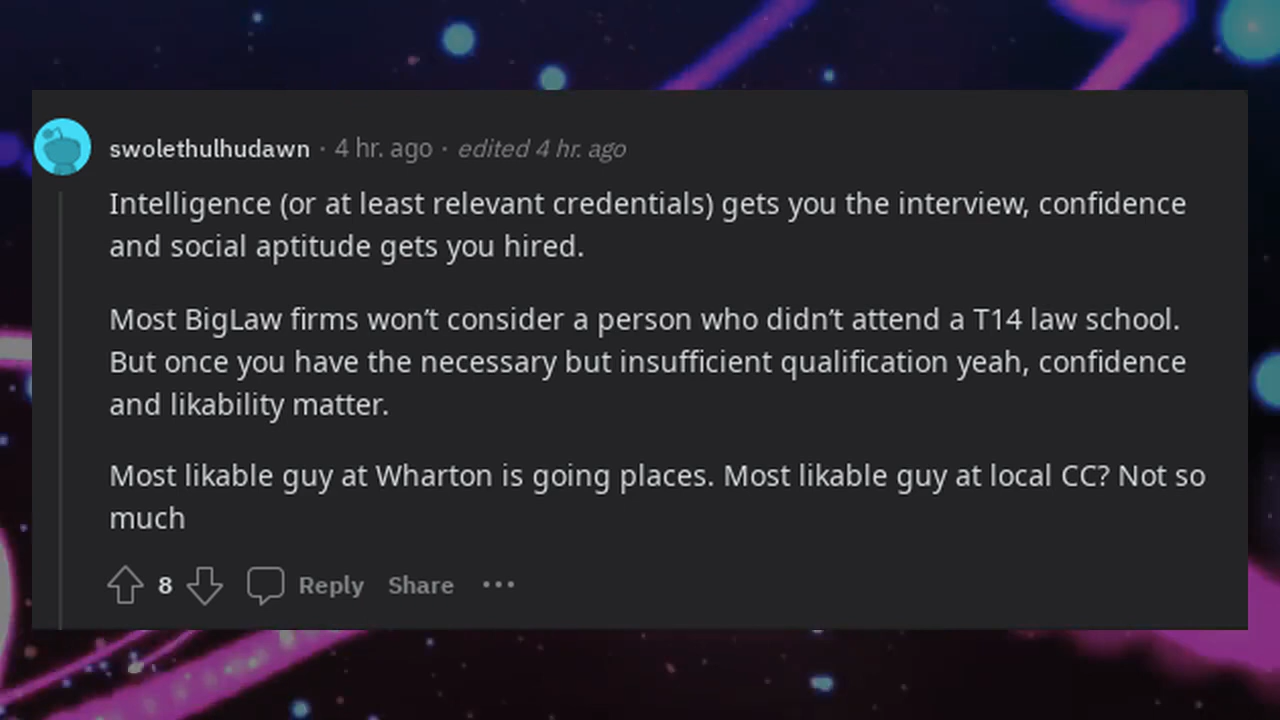 swolethulhudawn · 4 hr. ago · edited 4 hr. ago
Intelligence (or at least relevant credentials) gets you the interview, confidence
and social aptitude gets you hired.
Most BigLaw firms won’t consider a person who didn’t attend a T14 law school.
But once you have the necessary but insufficient qualification yeah, confidence
and likability matter.
Most likable guy at Wharton is going places. Most likable guy at local CC? Not so
much
8 Reply Share ···